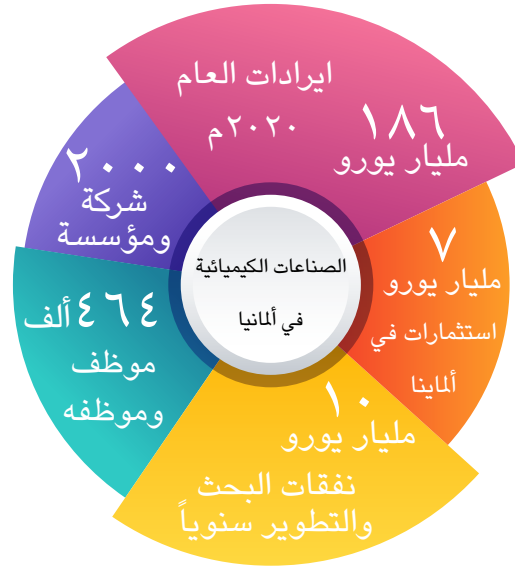 ايرادات العام
٢٠٢٠م
١٨٦
مليار يورو
٧
مليار يورو
استثمارات في
ألماينا
١٠
مليار يورو
نفقات البحث
والتطوير سنوياً
٤٦٤ ألف
موظف
وموظفه
٢٠٠٠
شركة
ومؤسسة
الصناعات الكيميائية
في ألمانيا